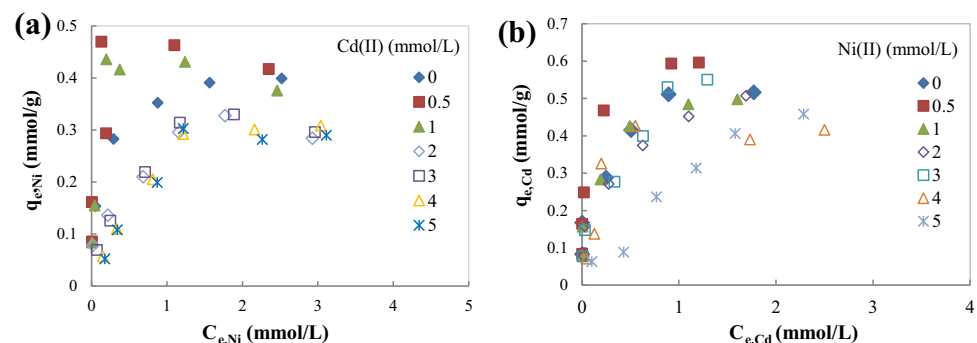 (a)
0.5
0.4
0.3
0.2
0.1
0
q_e,Ni (mmol/g)
Cd(II) (mmol/L)
0
0.5
1
2
3
4
5
0 1 2 3 4 5
C_e,Ni (mmol/L)
(b)
0.7
0.6
0.5
0.4
0.3
0.2
0.1
0.0
q_e,Cd (mmol/g)
Ni(II) (mmol/L)
0
0.5
1
2
3
4
5
0 1 2 3 4
C_e,Cd (mmol/L)